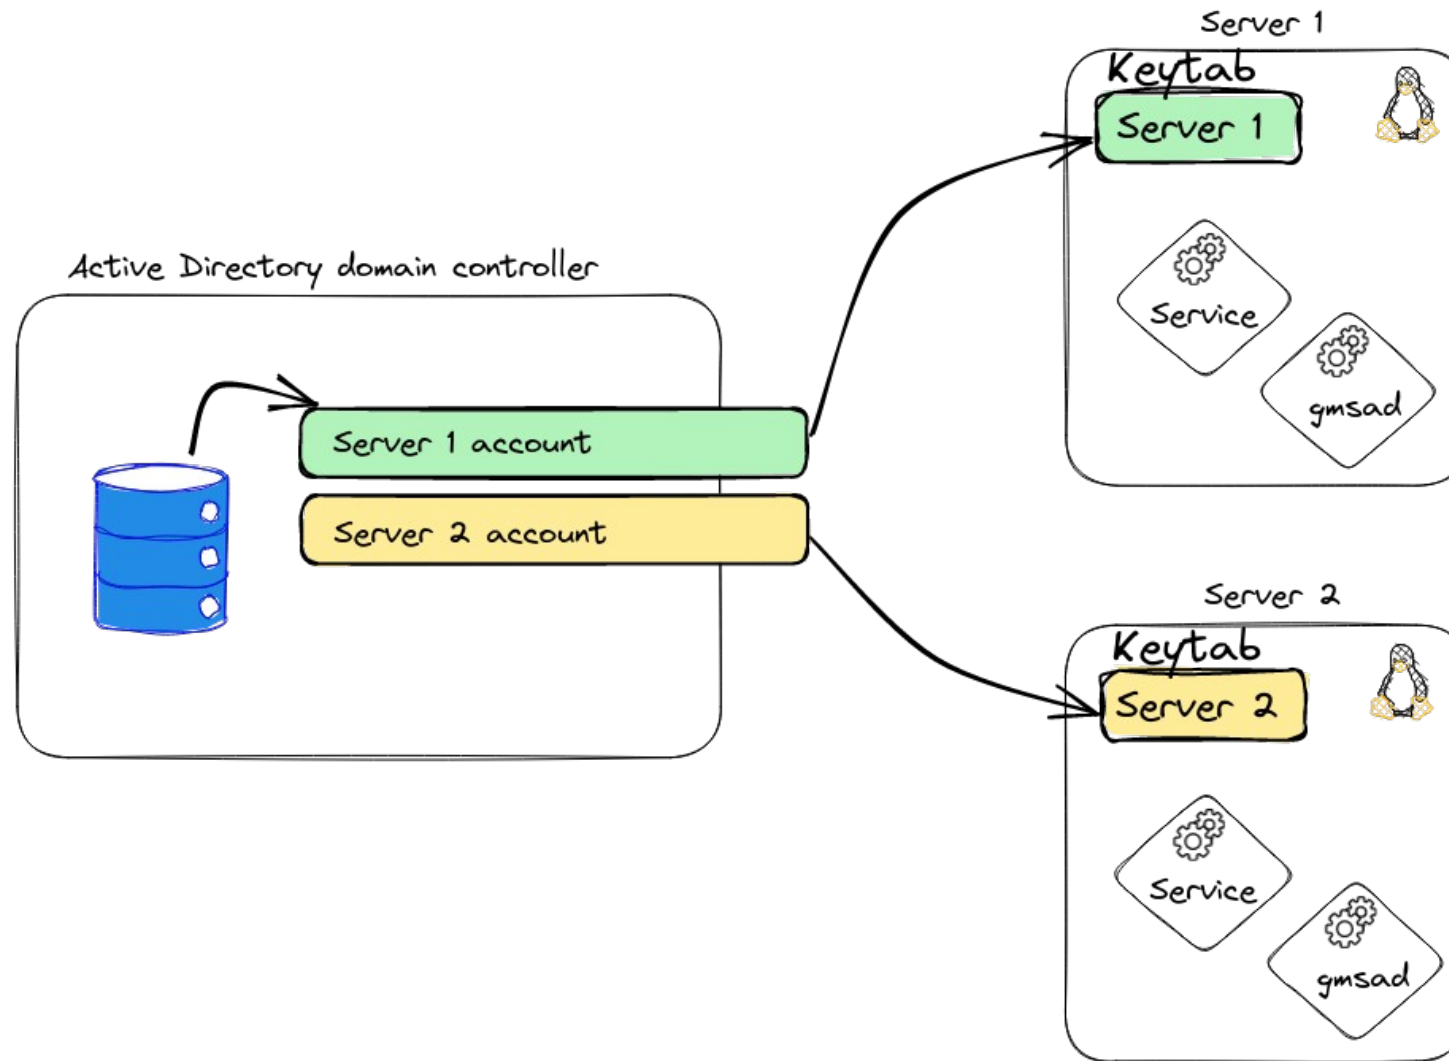 Active Directory domain controller
Server 1 account
Server 2 account
Server 1
Keytab
Server 1
Service
gmsad
Server 2
Keytab
Server 2
Service
gmsad